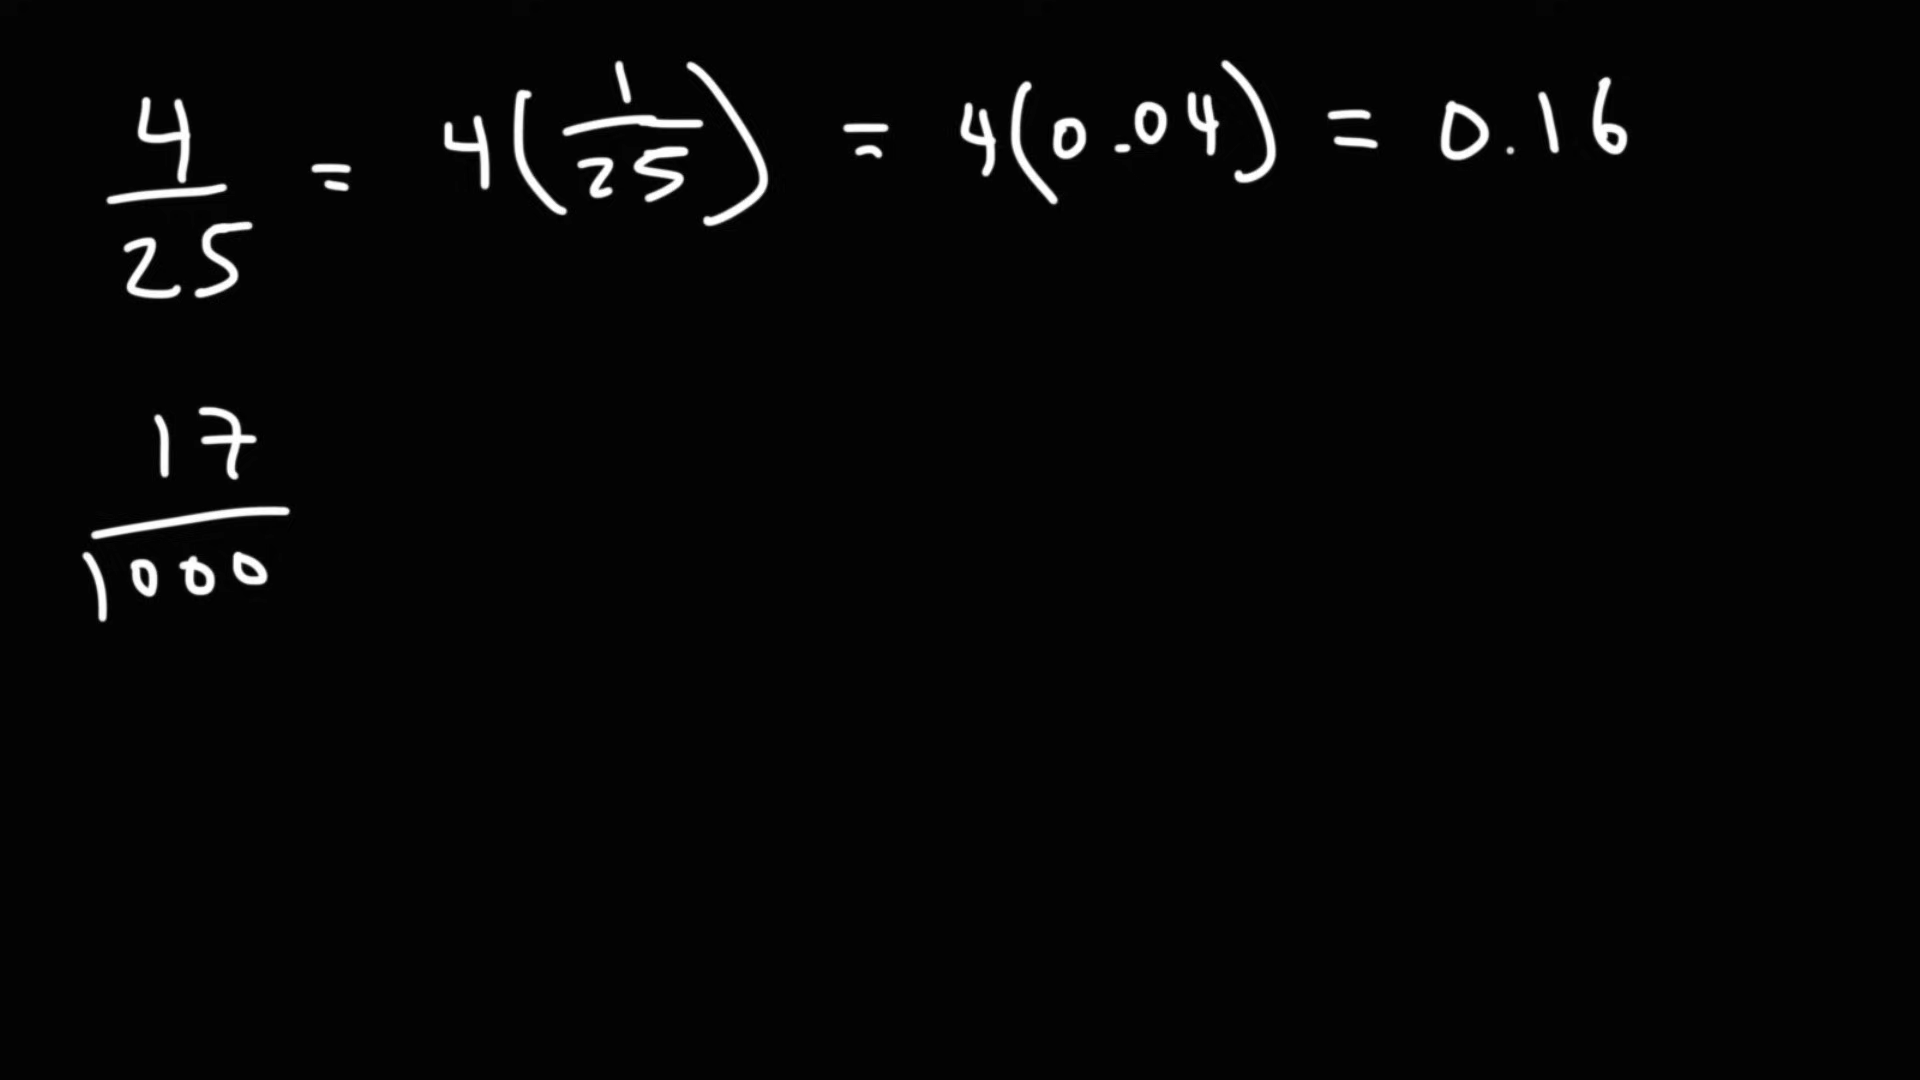 4/25 = 4(1/25) = 4(0.04) = 0.16
17/1000